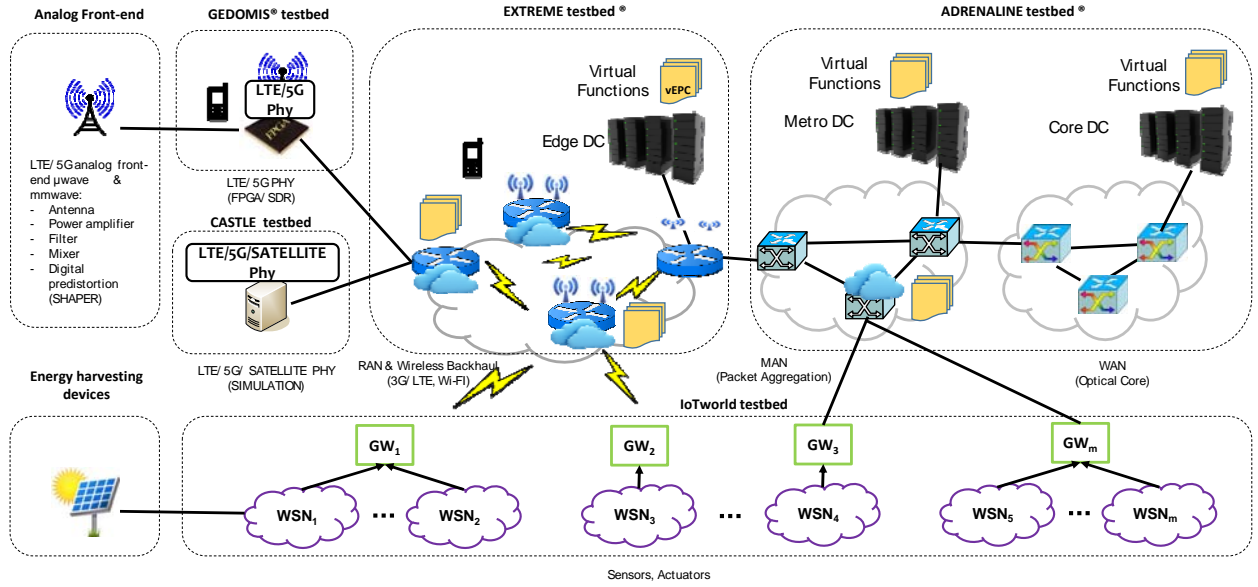 Analog Front-end
GEDOMIS® testbed
EXTREME testbed ®
ADRENALINE testbed ®
LTE/5G
Phy
FPGA
LTE/ 5G analog front-
end µwave &
mmwave:
- Antenna
- Power amplifier
- Filter
- Mixer
- Digital
predistortion
(SHAPER)
LTE/ 5G PHY
(FPGA/ SDR)
CASTLE testbed
LTE/5G/SATELLITE
Phy
LTE/ 5G/ SATELLITE PHY
(SIMULATION)
Virtual
Functions
vEPC
Edge DC
RAN & Wireless Backhaul
(3G/ LTE, Wi-FI)
Virtual
Functions
Metro DC
Virtual
Functions
Core DC
MAN
(Packet Aggregation)
WAN
(Optical Core)
Energy harvesting
devices
IoTworld testbed
GW1
GW2
GW3
GWm
WSN1
...
WSN2
WSN3
...
WSN4
WSN5
...
WSNm
Sensors, Actuators